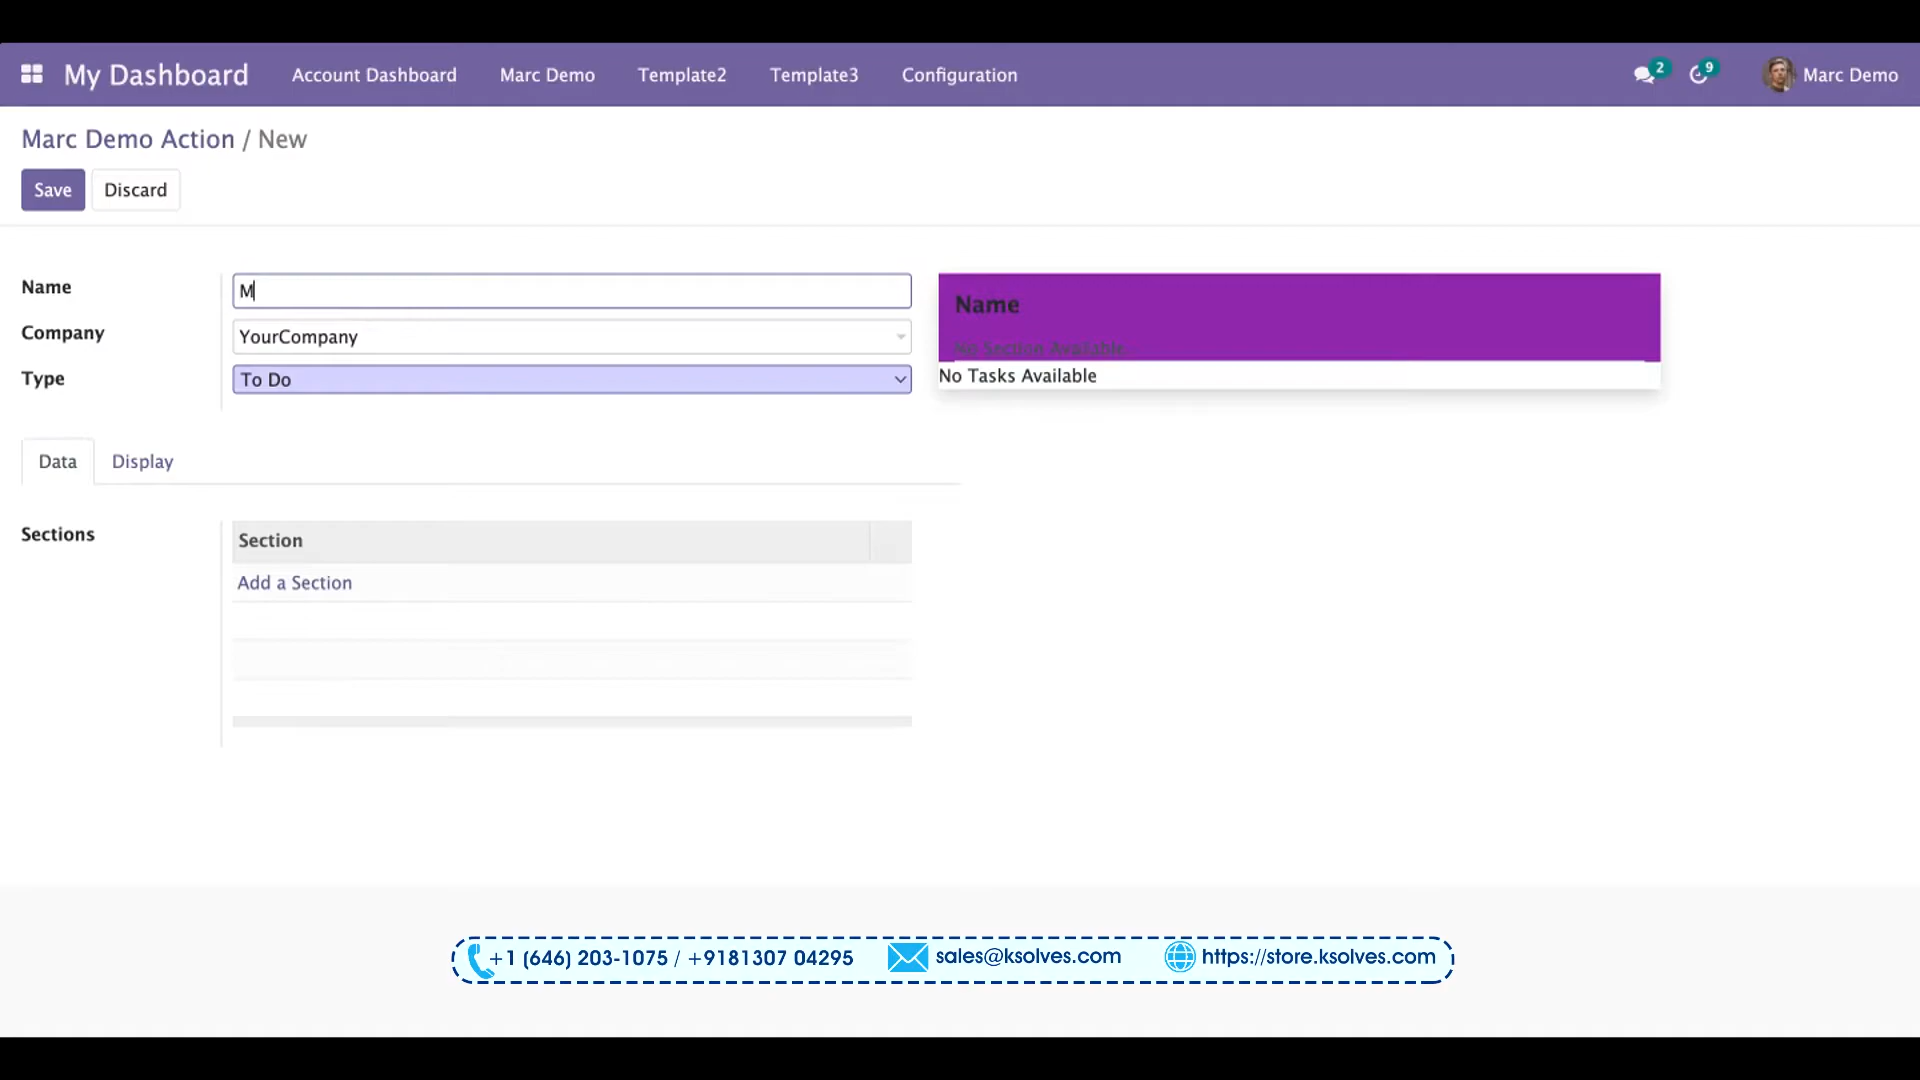 My Dashboard Account Dashboard Marc Demo Template2 Template3 Configuration 2 9 Marc Demo
Marc Demo Action / New
Save Discard
Name M
Company YourCompany
Type To Do
Name
No Section Available
No Tasks Available
Data Display
Sections Section
Add a Section
+1 (646) 203-1075 / +9181307 04295 sales@ksolves.com https://store.ksolves.com